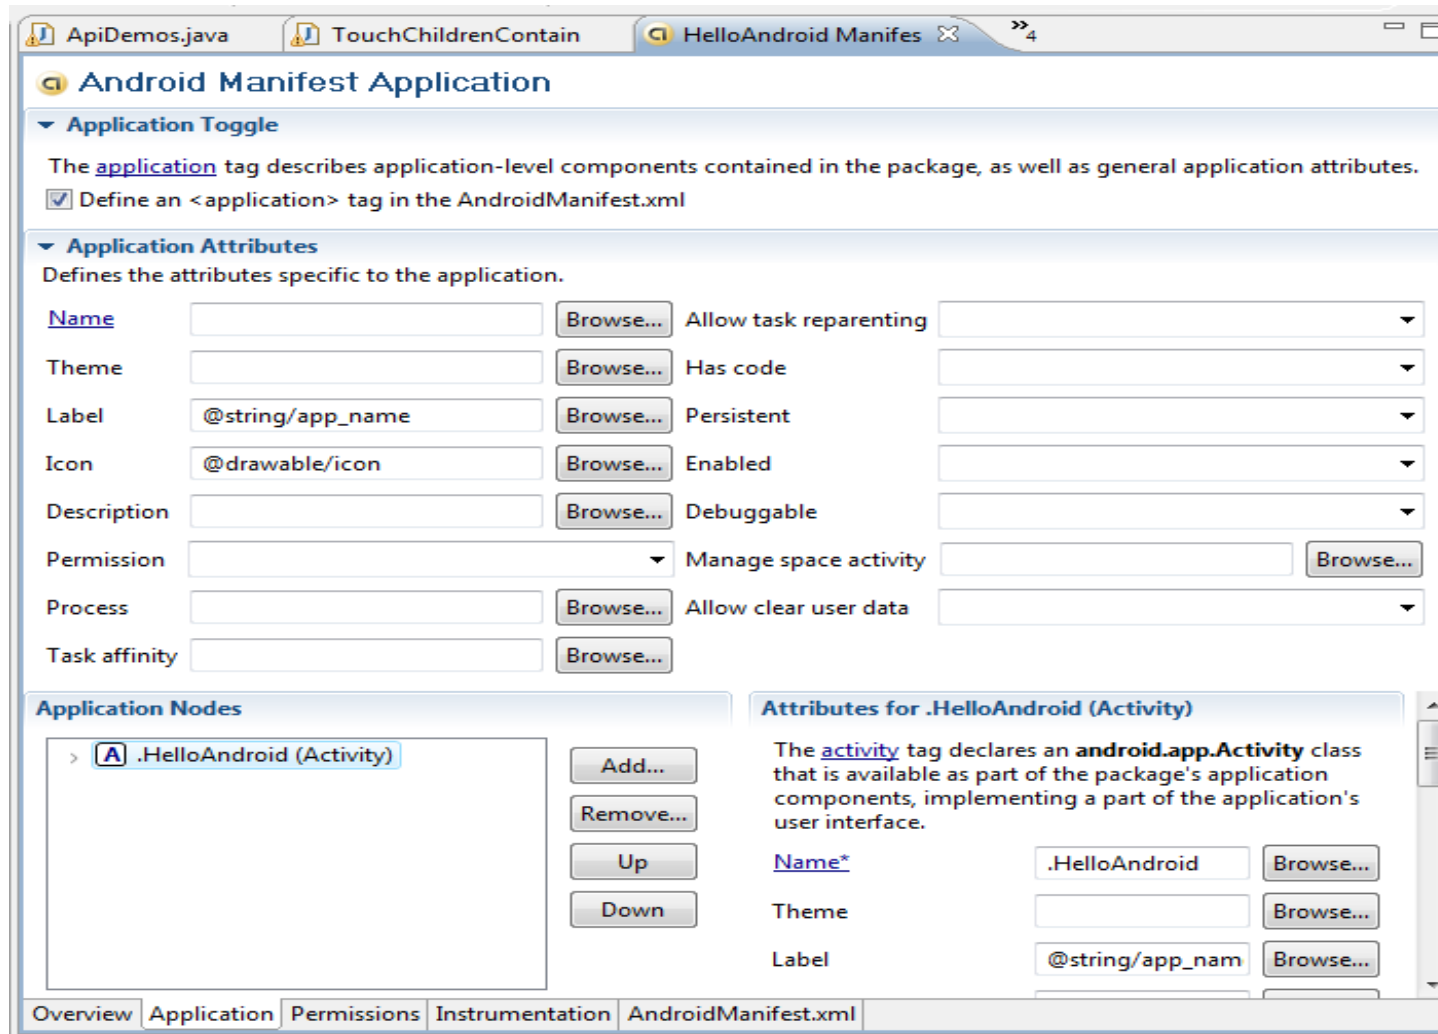 ApiDemos.java TouchChildrenContain HelloAndroid Manifes »4
Android Manifest Application
Application Toggle
The application tag describes application-level components contained in the package, as well as general application attributes.
Define an <application> tag in the AndroidManifest.xml
Application Attributes
Defines the attributes specific to the application.
Name Browse... Allow task reparenting
Theme Browse... Has code
Label @string/app_name Browse... Persistent
Icon @drawable/icon Browse... Enabled
Description Browse... Debuggable
Permission Manage space activity Browse...
Process Browse... Allow clear user data
Task affinity Browse...
Application Nodes
A .HelloAndroid (Activity)
Add...
Remove...
Up
Down
Attributes for .HelloAndroid (Activity)
The activity tag declares an android.app.Activity class
that is available as part of the package's application
components, implementing a part of the application's
user interface.
Name* .HelloAndroid Browse...
Theme Browse...
Label @string/app_nam Browse...
Overview Application Permissions Instrumentation AndroidManifest.xml